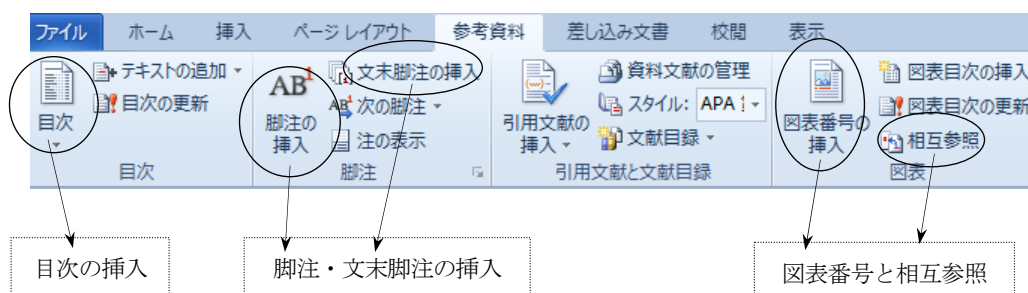 ファイル ホーム 挿入 ページ レイアウト 参考資料 差し込み文書 校閲 表示
目次
テキストの追加
目次の更新
目次
AB1
脚注の
挿入
文末脚注の挿入
AB1 次の脚注
注の表示
脚注
引用文献の
挿入
資料文献の管理
スタイル: APA
文献目録
引用文献と文献目録
図表番号の
挿入
図表目次の挿入
図表目次の更新
相互参照
図表
目次の挿入
脚注・文末脚注の挿入
図表番号と相互参照